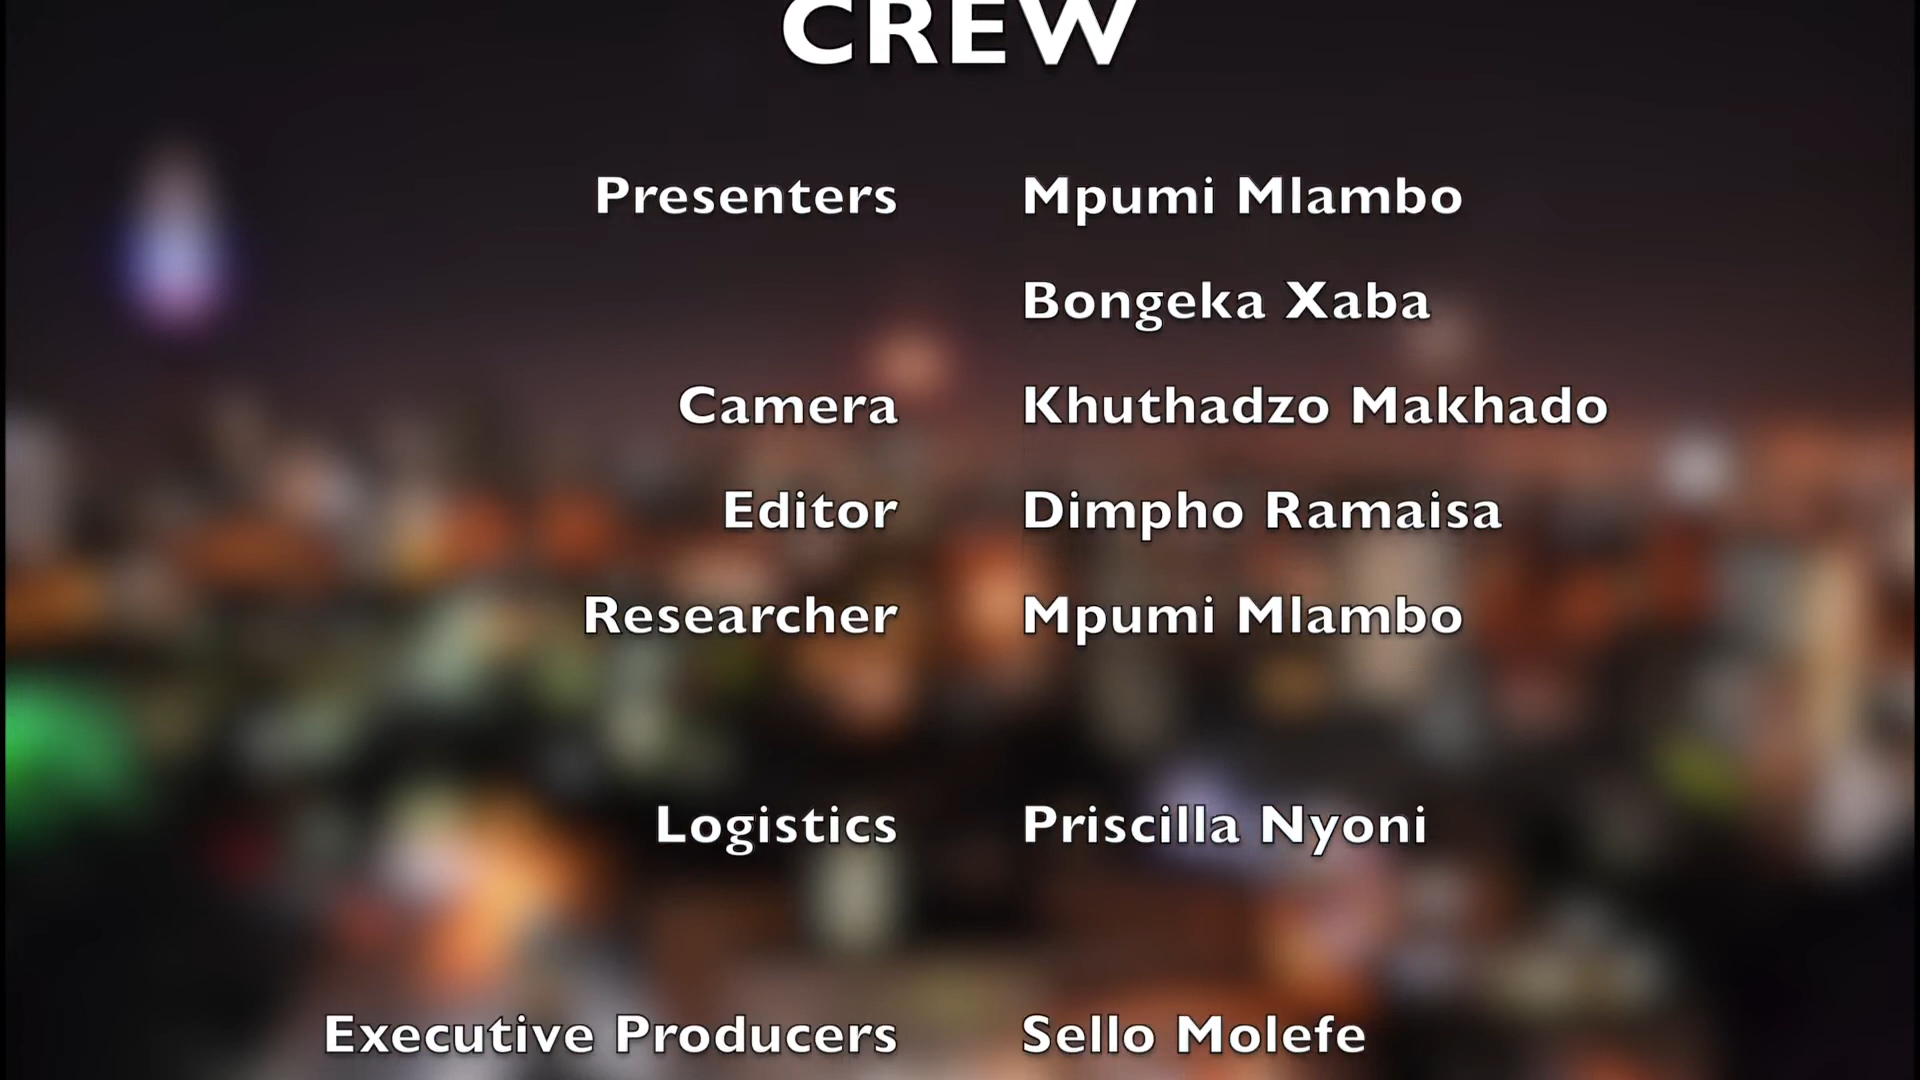 CREW
Presenters Mpumi Mlambo
Bongeka Xaba
Camera Khuthadzo Makhado
Editor Dimpho Ramaisa
Researcher Mpumi Mlambo
Logistics Priscilla Nyoni
Executive Producers Sello Molefe